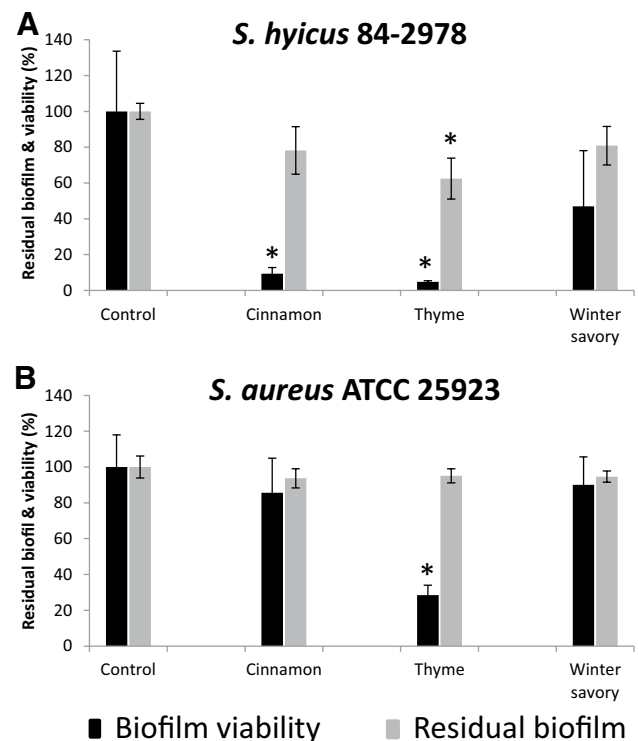 A
S. hyicus 84-2978
Residual biofilm & viability (%)
140
120
100
80
60
40
20
0
*
*
*
Control
Cinnamon
Thyme
Winter
savory
B
S. aureus ATCC 25923
Residual biofil & viability (%)
140
120
100
80
60
40
20
0
*
Control
Cinnamon
Thyme
Winter
savory
Biofilm viability
Residual biofilm